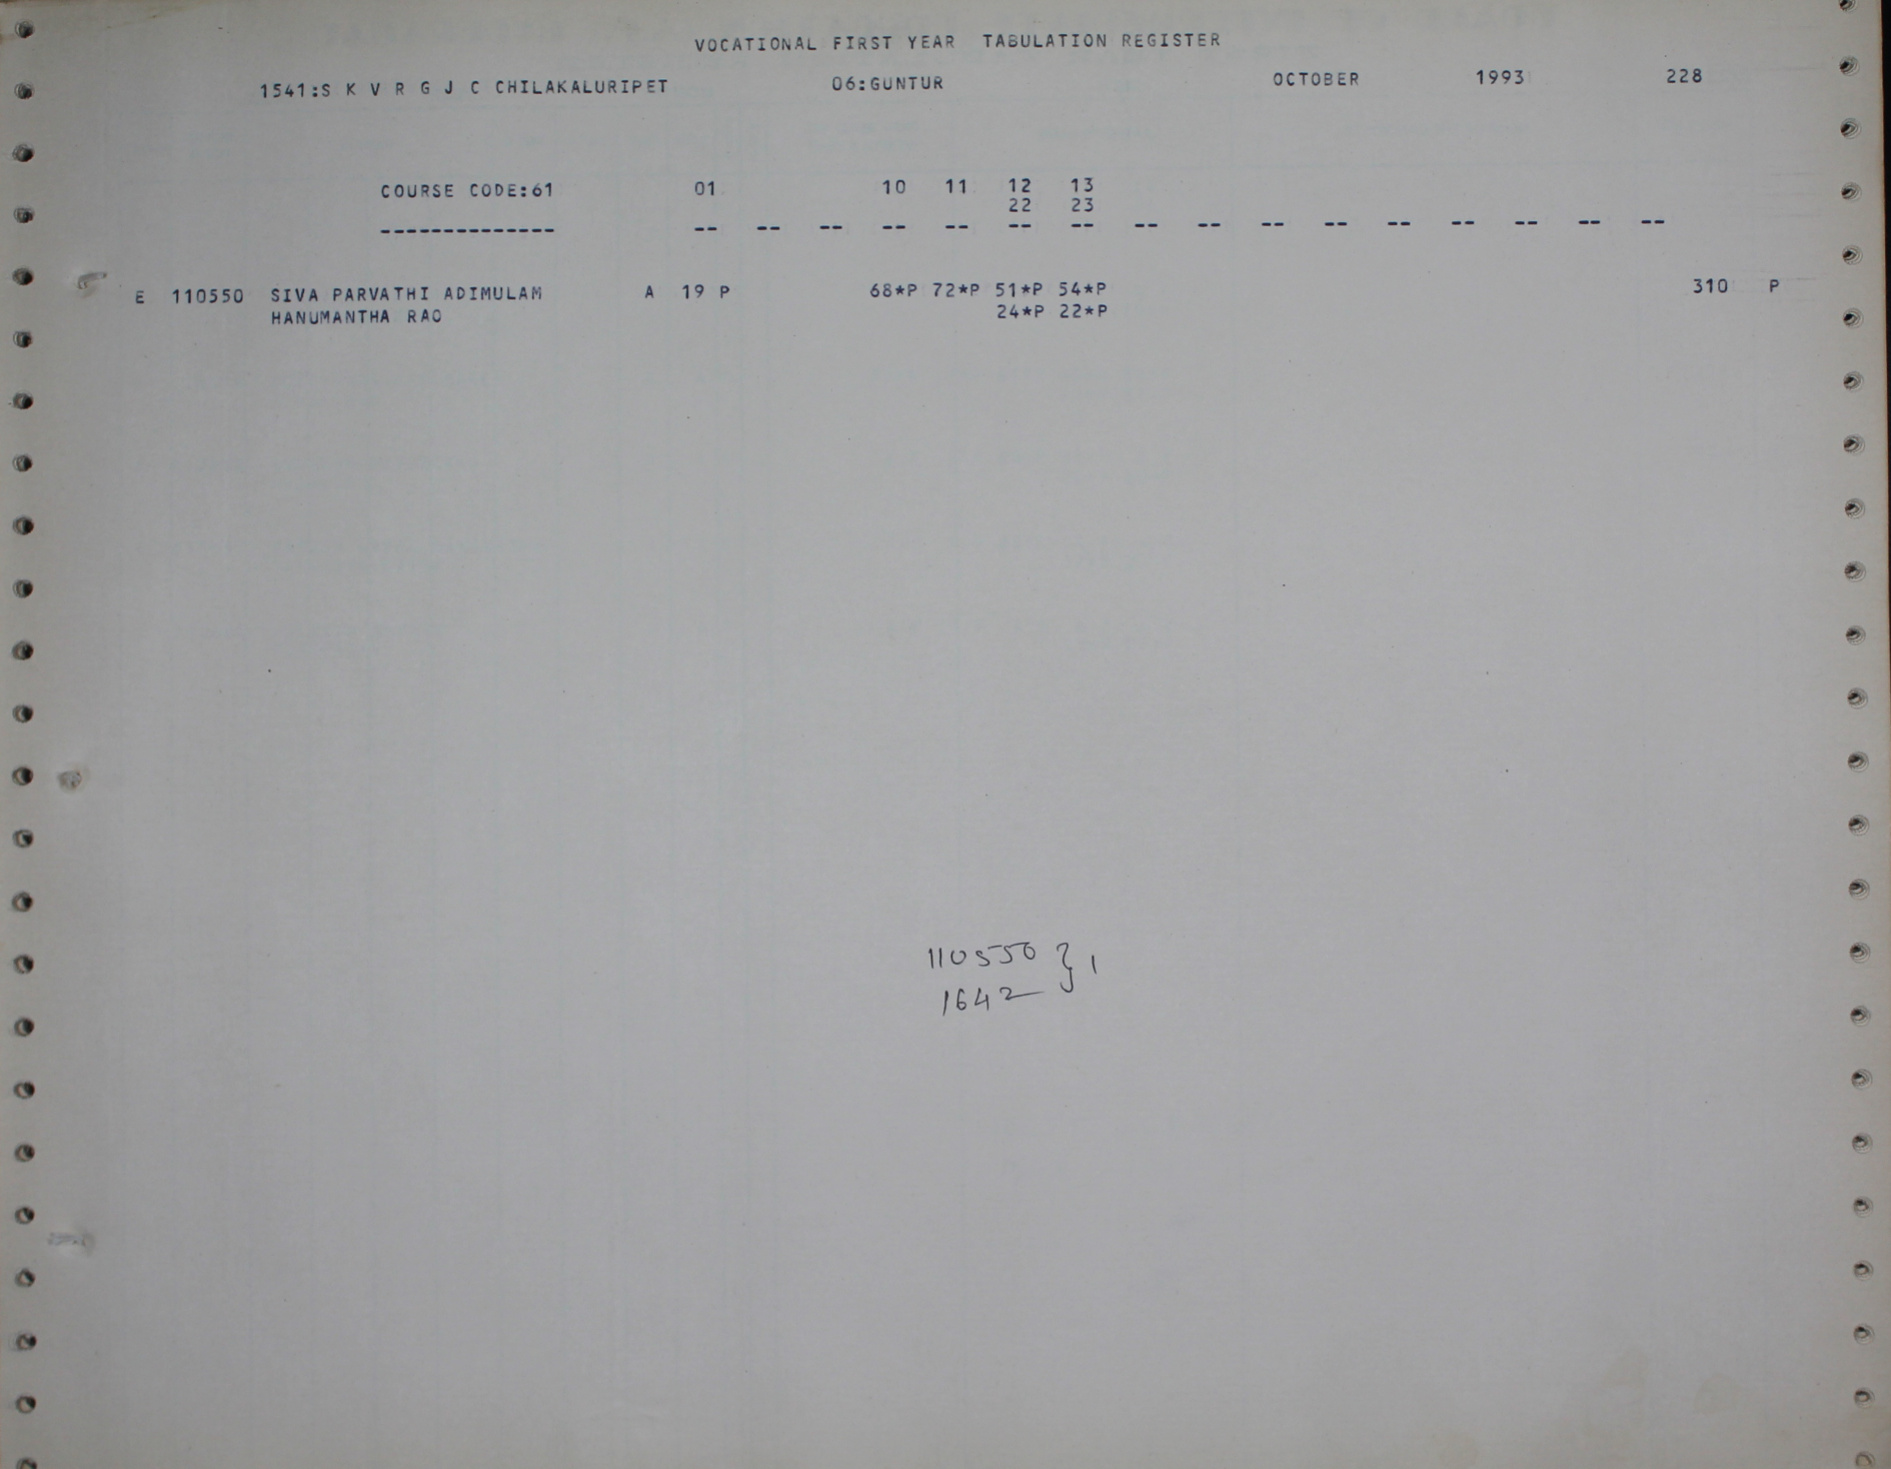 VOCATIONAL FIRST YEAR TABULATION REGISTER
1541:S K V R G J C CHILAKALURIPET 06:GUNTUR OCTOBER 1993 228
COURSE CODE:61 01 10 11 12 13
22 23
-------------- -- -- -- -- -- -- -- -- -- -- -- -- -- -- -- --
E 110550 SIVA PARVATHI ADIMULAM A 19 P 68*P 72*P 51*P 54*P 310 P
HANUMANTHA RAO 24*P 22*P
110550 } 1
1642